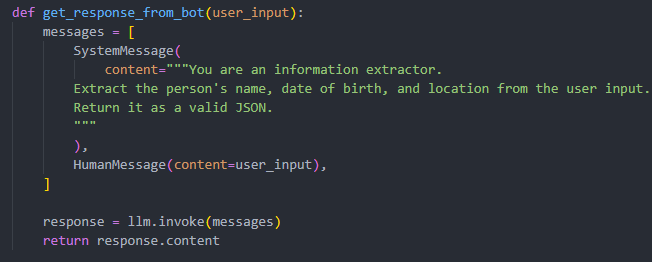 def get_response_from_bot(user_input):
    messages = [
        SystemMessage(
            content="""You are an information extractor.
        Extract the person's name, date of birth, and location from the user input.
        Return it as a valid JSON.
        """
        ),
        HumanMessage(content=user_input),
    ]

    response = llm.invoke(messages)
    return response.content